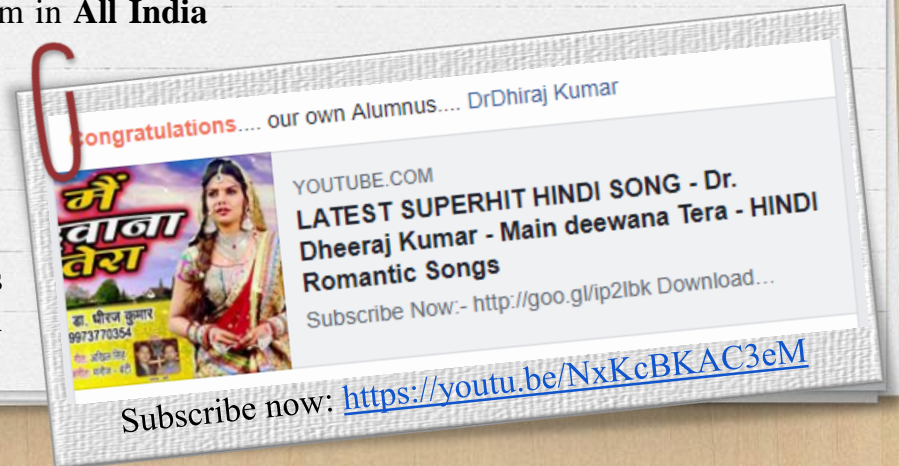 m in All India
Congratulations.... our own Alumnus.... DrDhiraj Kumar
मैं
तेरा
डा. धीरज कुमार
9973770354
YOUTUBE.COM
LATEST SUPERHIT HINDI SONG - Dr.
Dheeraj Kumar - Main deewana Tera - HINDI
Romantic Songs
Subscribe Now:- http://goo.gl/ip2lbk Download...
Subscribe now: https://youtu.be/NxKcBKAC3eM